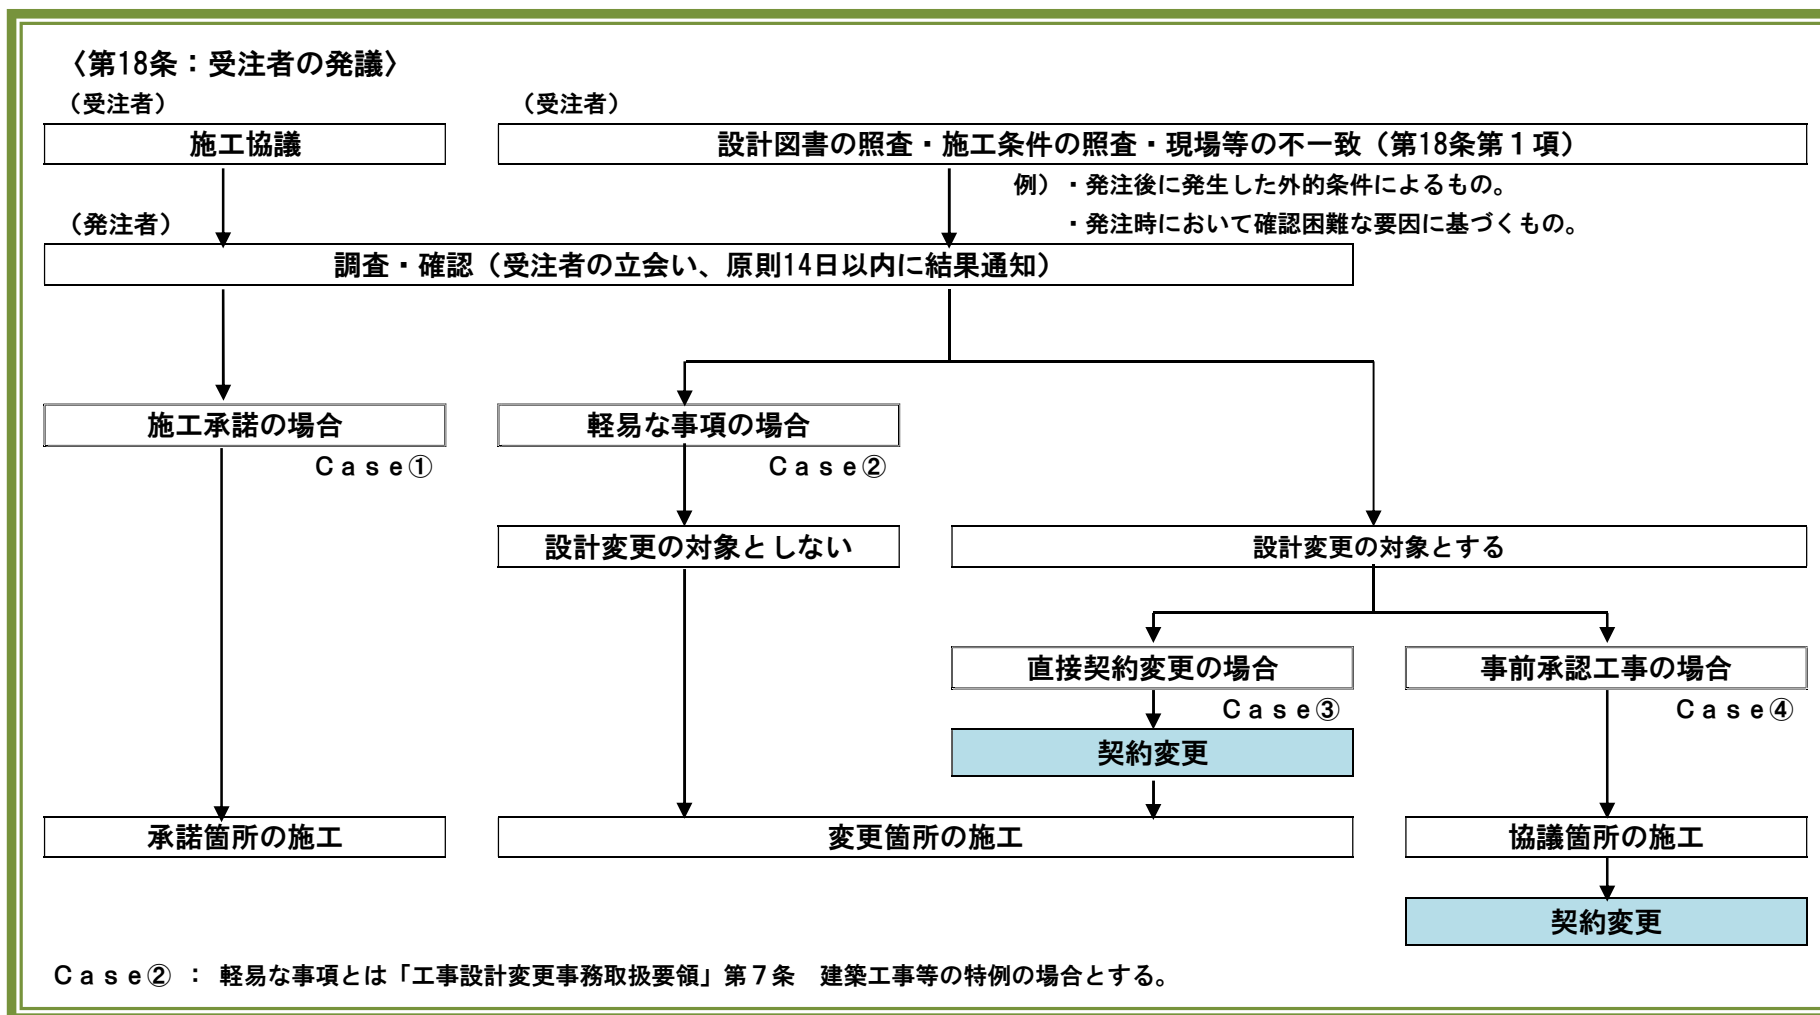 〈第18条：受注者の発議〉
（受注者）
（受注者）
施工協議
設計図書の照査・施工条件の照査・現場等の不一致（第18条第１項）
例）・発注後に発生した外的条件によるもの。
・発注時において確認困難な要因に基づくもの。
（発注者）
調査・確認（受注者の立会い、原則14日以内に結果通知）
施工承諾の場合
軽易な事項の場合
Ｃａｓｅ①
Ｃａｓｅ②
設計変更の対象としない
設計変更の対象とする
直接契約変更の場合
事前承認工事の場合
Ｃａｓｅ③
Ｃａｓｅ④
契約変更
承諾箇所の施工
変更箇所の施工
協議箇所の施工
契約変更
Ｃａｓｅ② ： 軽易な事項とは「工事設計変更事務取扱要領」第７条　建築工事等の特例の場合とする。